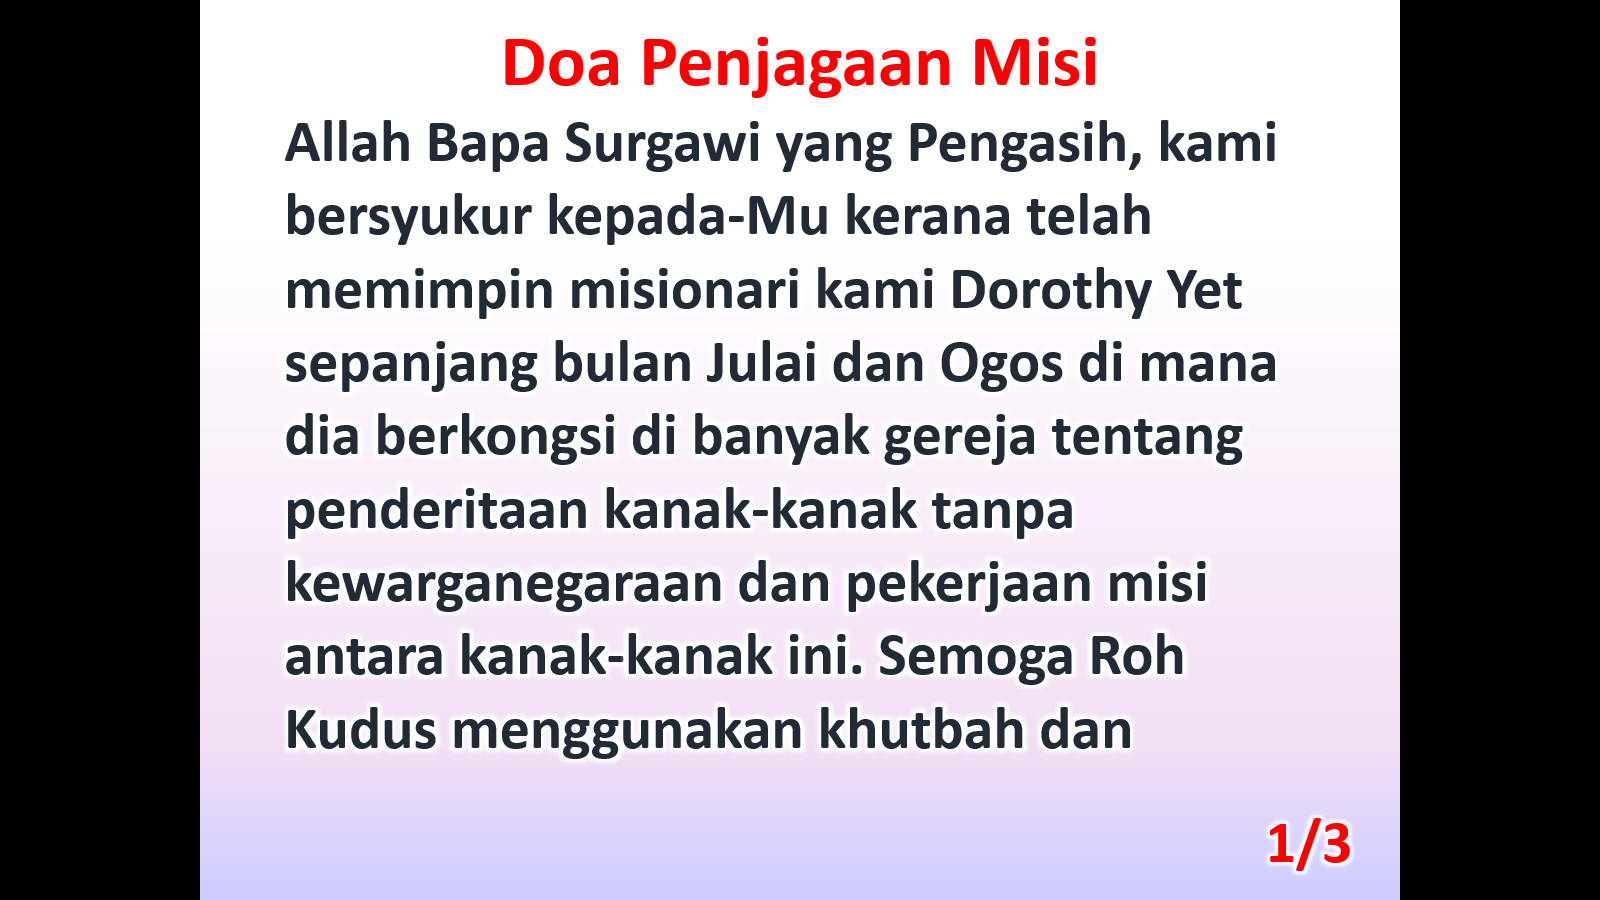 Doa Penjagaan Misi
Allah Bapa Surgawi yang Pengasih, kami
bersyukur kepada-Mu kerana telah
memimpin misionari kami Dorothy Yet
sepanjang bulan Julai dan Ogos di mana
dia berkongsi di banyak gereja tentang
penderitaan kanak-kanak tanpa
kewarganegaraan dan pekerjaan misi
antara kanak-kanak ini. Semoga Roh
Kudus menggunakan khutbah dan
1/3